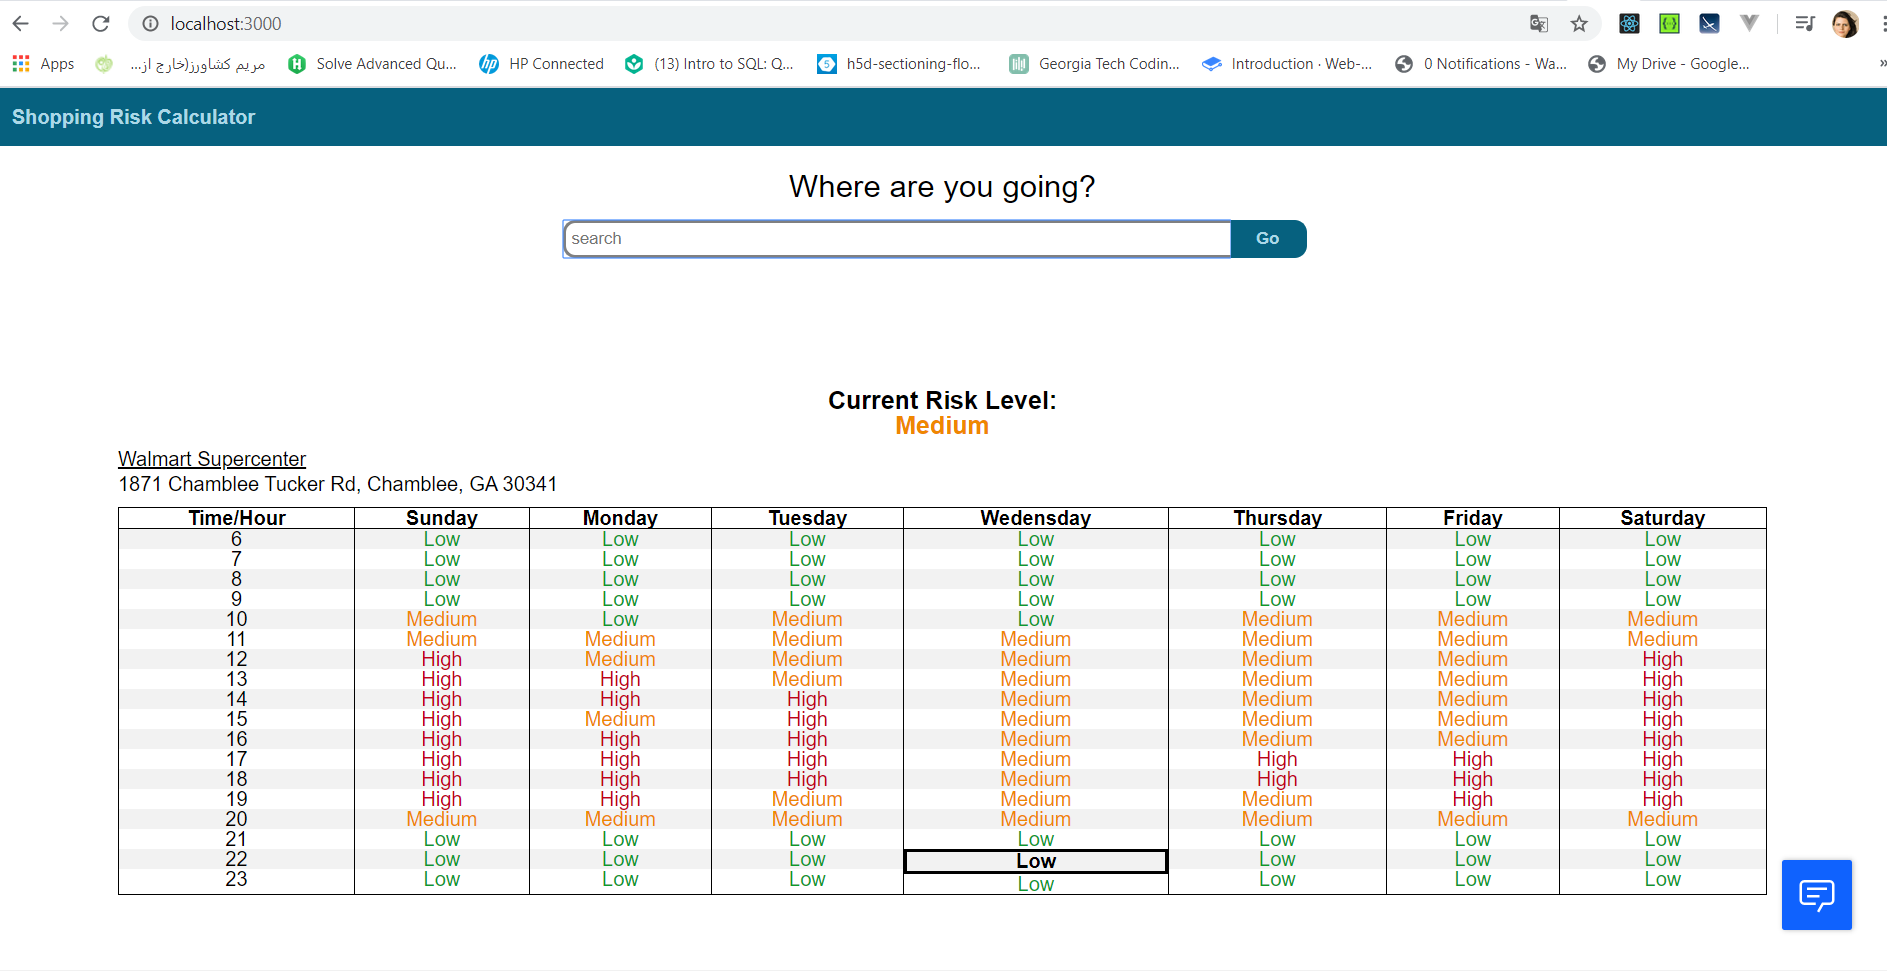 localhost:3000
Apps مریم کشاورز(خارج از... Solve Advanced Qu... HP Connected (13) Intro to SQL: Q... h5d-sectioning-flo... Georgia Tech Codin... Introduction · Web-... 0 Notifications - Wa... My Drive - Google... »
Shopping Risk Calculator
Where are you going?
search Go
Current Risk Level:
Medium
Walmart Supercenter
1871 Chamblee Tucker Rd, Chamblee, GA 30341
Time/Hour Sunday Monday Tuesday Wedensday Thursday Friday Saturday
6 Low Low Low Low Low Low Low
7 Low Low Low Low Low Low Low
8 Low Low Low Low Low Low Low
9 Low Low Low Low Low Low Low
10 Medium Low Medium Low Medium Medium Medium
11 Medium Medium Medium Medium Medium Medium Medium
12 High Medium Medium Medium Medium Medium High
13 High High Medium Medium Medium Medium High
14 High High High Medium Medium Medium High
15 High Medium High Medium Medium Medium High
16 High High High Medium Medium Medium High
17 High High High Medium High High High
18 High High High Medium High High High
19 High High Medium Medium Medium High High
20 Medium Medium Medium Medium Medium Medium Medium
21 Low Low Low Low Low Low Low
22 Low Low Low Low Low Low Low
23 Low Low Low Low Low Low Low